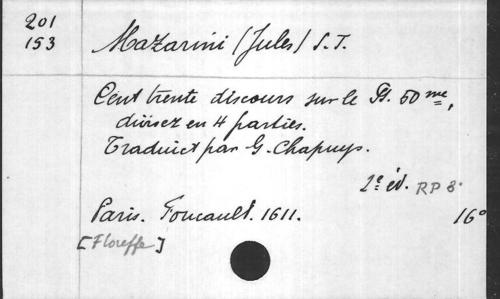 201
153
Mazarini (Jules) S.T.
Cent trente discours sur le Ps. 50me,
divisez en 4 parties.
Traduict par G. Chapuys.
2e éd. RP 8°
Paris. Foucault. 1611. 16°
[Floreffe]